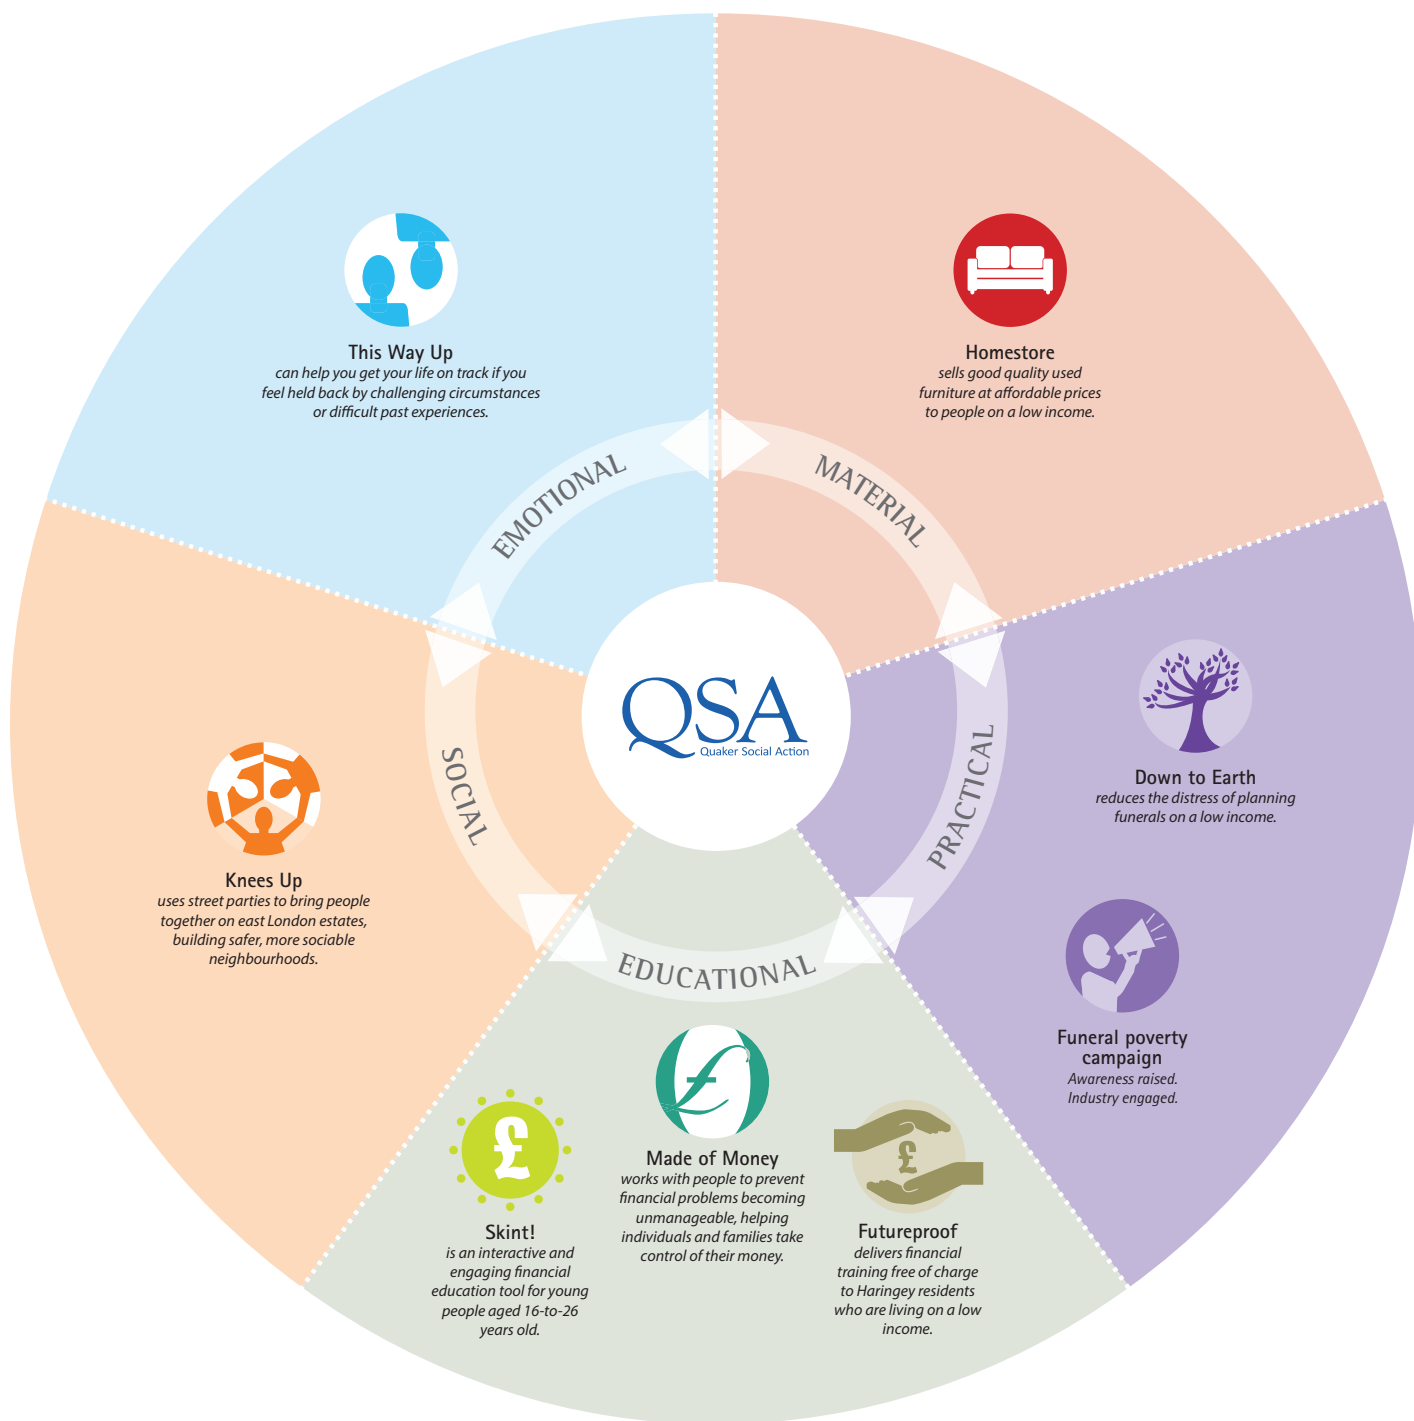 This Way Up
can help you get your life on track if you
feel held back by challenging circumstances
or difficult past experiences.
Homestore
sells good quality used
furniture at affordable prices
to people on a low income.
EMOTIONAL
MATERIAL
QSA
Quaker Social Action
SOCIAL
PRACTICAL
EDUCATIONAL
Down to Earth
reduces the distress of planning
funerals on a low income.
Knees Up
uses street parties to bring people
together on east London estates,
building safer, more sociable
neighbourhoods.
Funeral poverty
campaign
Awareness raised.
Industry engaged.
£
Skint!
is an interactive and
engaging financial
education tool for young
people aged 16-to-26
years old.
£
Made of Money
works with people to prevent
financial problems becoming
unmanageable, helping
individuals and families take
control of their money.
£
Futureproof
delivers financial
training free of charge
to Haringey residents
who are living on a low
income.